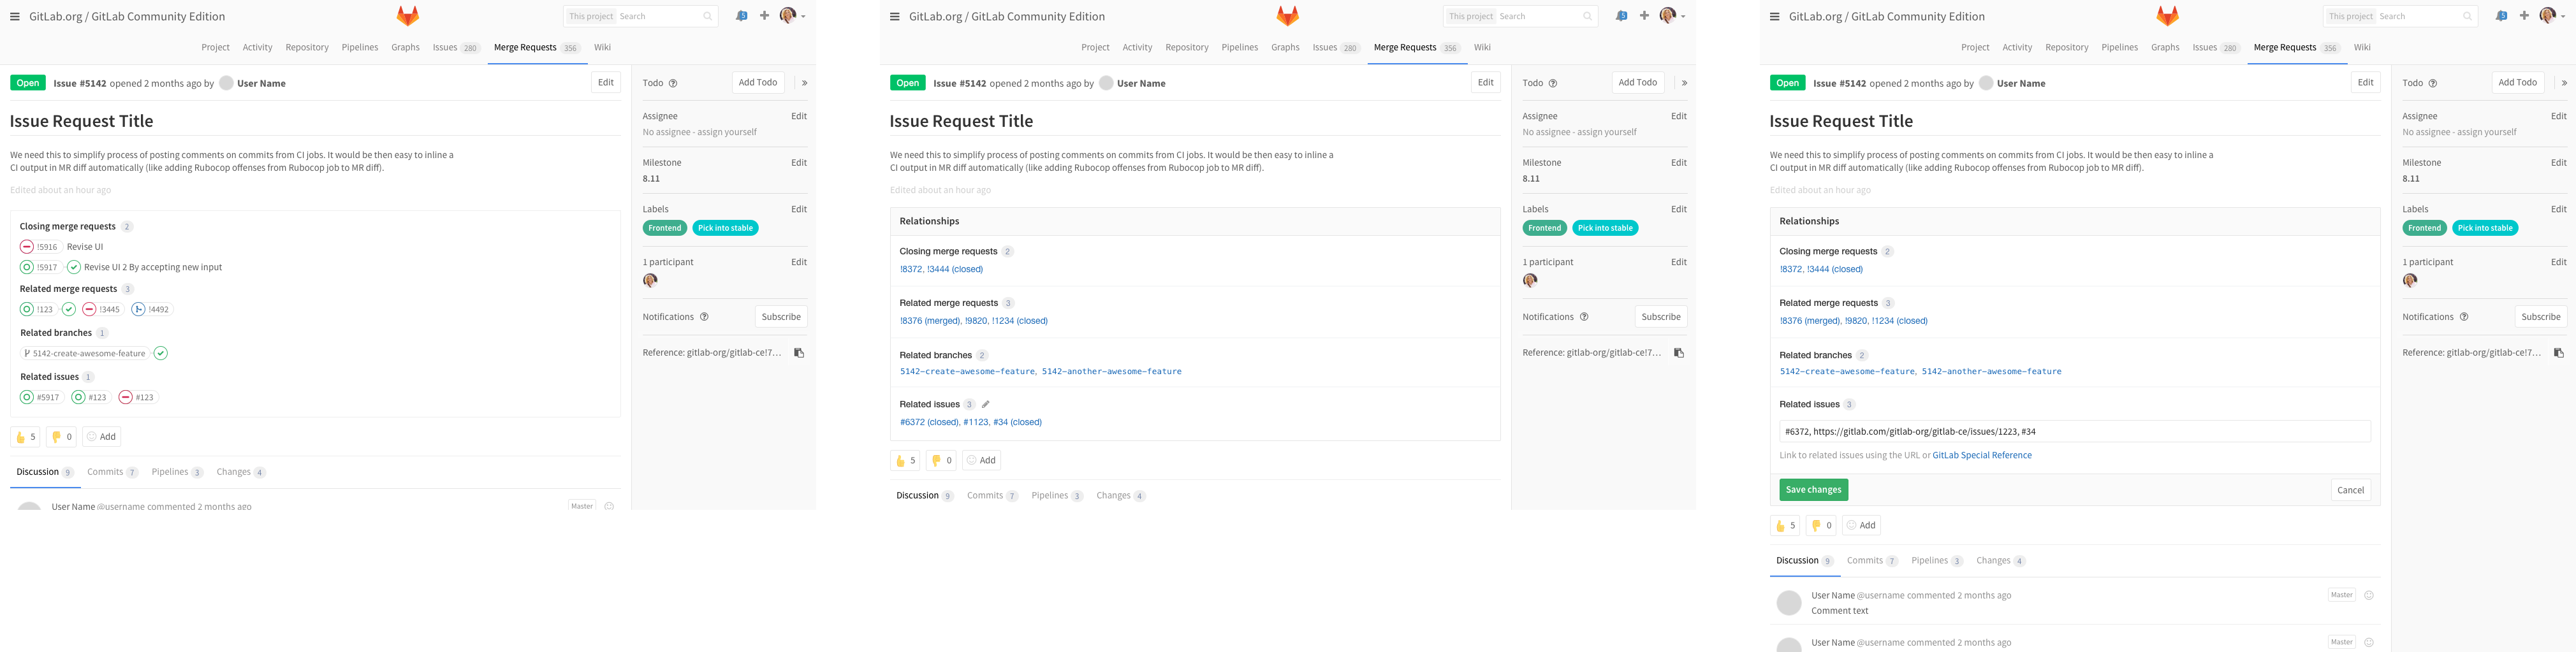 GitLab.org / GitLab Community Edition
This project Search
5
Project Activity Repository Pipelines Graphs Issues 280 Merge Requests 356 Wiki
Open Issue #5142 opened 2 months ago by User Name Edit
Issue Request Title
We need this to simplify process of posting comments on commits from CI jobs. It would be then easy to inline a
CI output in MR diff automatically (like adding Rubocop offenses from Rubocop job to MR diff).
Edited about an hour ago
Closing merge requests 2
!5916 Revise UI
!5917 Revise UI 2 By accepting new input
Related merge requests 3
!123 !3445 !4492
Related branches 1
5142-create-awesome-feature
Related issues 1
#5917 #123 #123
5 0 Add
Discussion 9 Commits 7 Pipelines 3 Changes 4
User Name @username commented 2 months ago Master
Todo Add Todo »
Assignee Edit
No assignee - assign yourself
Milestone Edit
8.11
Labels Edit
Frontend Pick into stable
1 participant Edit
Notifications Subscribe
Reference: gitlab-org/gitlab-ce!7...
GitLab.org / GitLab Community Edition
This project Search
5
Project Activity Repository Pipelines Graphs Issues 280 Merge Requests 356 Wiki
Open Issue #5142 opened 2 months ago by User Name Edit
Issue Request Title
We need this to simplify process of posting comments on commits from CI jobs. It would be then easy to inline a
CI output in MR diff automatically (like adding Rubocop offenses from Rubocop job to MR diff).
Edited about an hour ago
Relationships
Closing merge requests 2
!8372, !3444 (closed)
Related merge requests 3
!8376 (merged), !9820, !1234 (closed)
Related branches 2
5142-create-awesome-feature, 5142-another-awesome-feature
Related issues 3
#6372 (closed), #1123, #34 (closed)
5 0 Add
Discussion 9 Commits 7 Pipelines 3 Changes 4
Todo Add Todo »
Assignee Edit
No assignee - assign yourself
Milestone Edit
8.11
Labels Edit
Frontend Pick into stable
1 participant Edit
Notifications Subscribe
Reference: gitlab-org/gitlab-ce!7...
GitLab.org / GitLab Community Edition
This project Search
5
Project Activity Repository Pipelines Graphs Issues 280 Merge Requests 356 Wiki
Open Issue #5142 opened 2 months ago by User Name Edit
Issue Request Title
We need this to simplify process of posting comments on commits from CI jobs. It would be then easy to inline a
CI output in MR diff automatically (like adding Rubocop offenses from Rubocop job to MR diff).
Edited about an hour ago
Relationships
Closing merge requests 2
!8372, !3444 (closed)
Related merge requests 3
!8376 (merged), !9820, !1234 (closed)
Related branches 2
5142-create-awesome-feature, 5142-another-awesome-feature
Related issues 3
#6372, https://gitlab.com/gitlab-org/gitlab-ce/issues/1223, #34
Link to related issues using the URL or GitLab Special Reference
Save changes Cancel
5 0 Add
Discussion 9 Commits 7 Pipelines 3 Changes 4
User Name @username commented 2 months ago Master
Comment text
User Name @username commented 2 months ago Master
Todo Add Todo »
Assignee Edit
No assignee - assign yourself
Milestone Edit
8.11
Labels Edit
Frontend Pick into stable
1 participant Edit
Notifications Subscribe
Reference: gitlab-org/gitlab-ce!7...